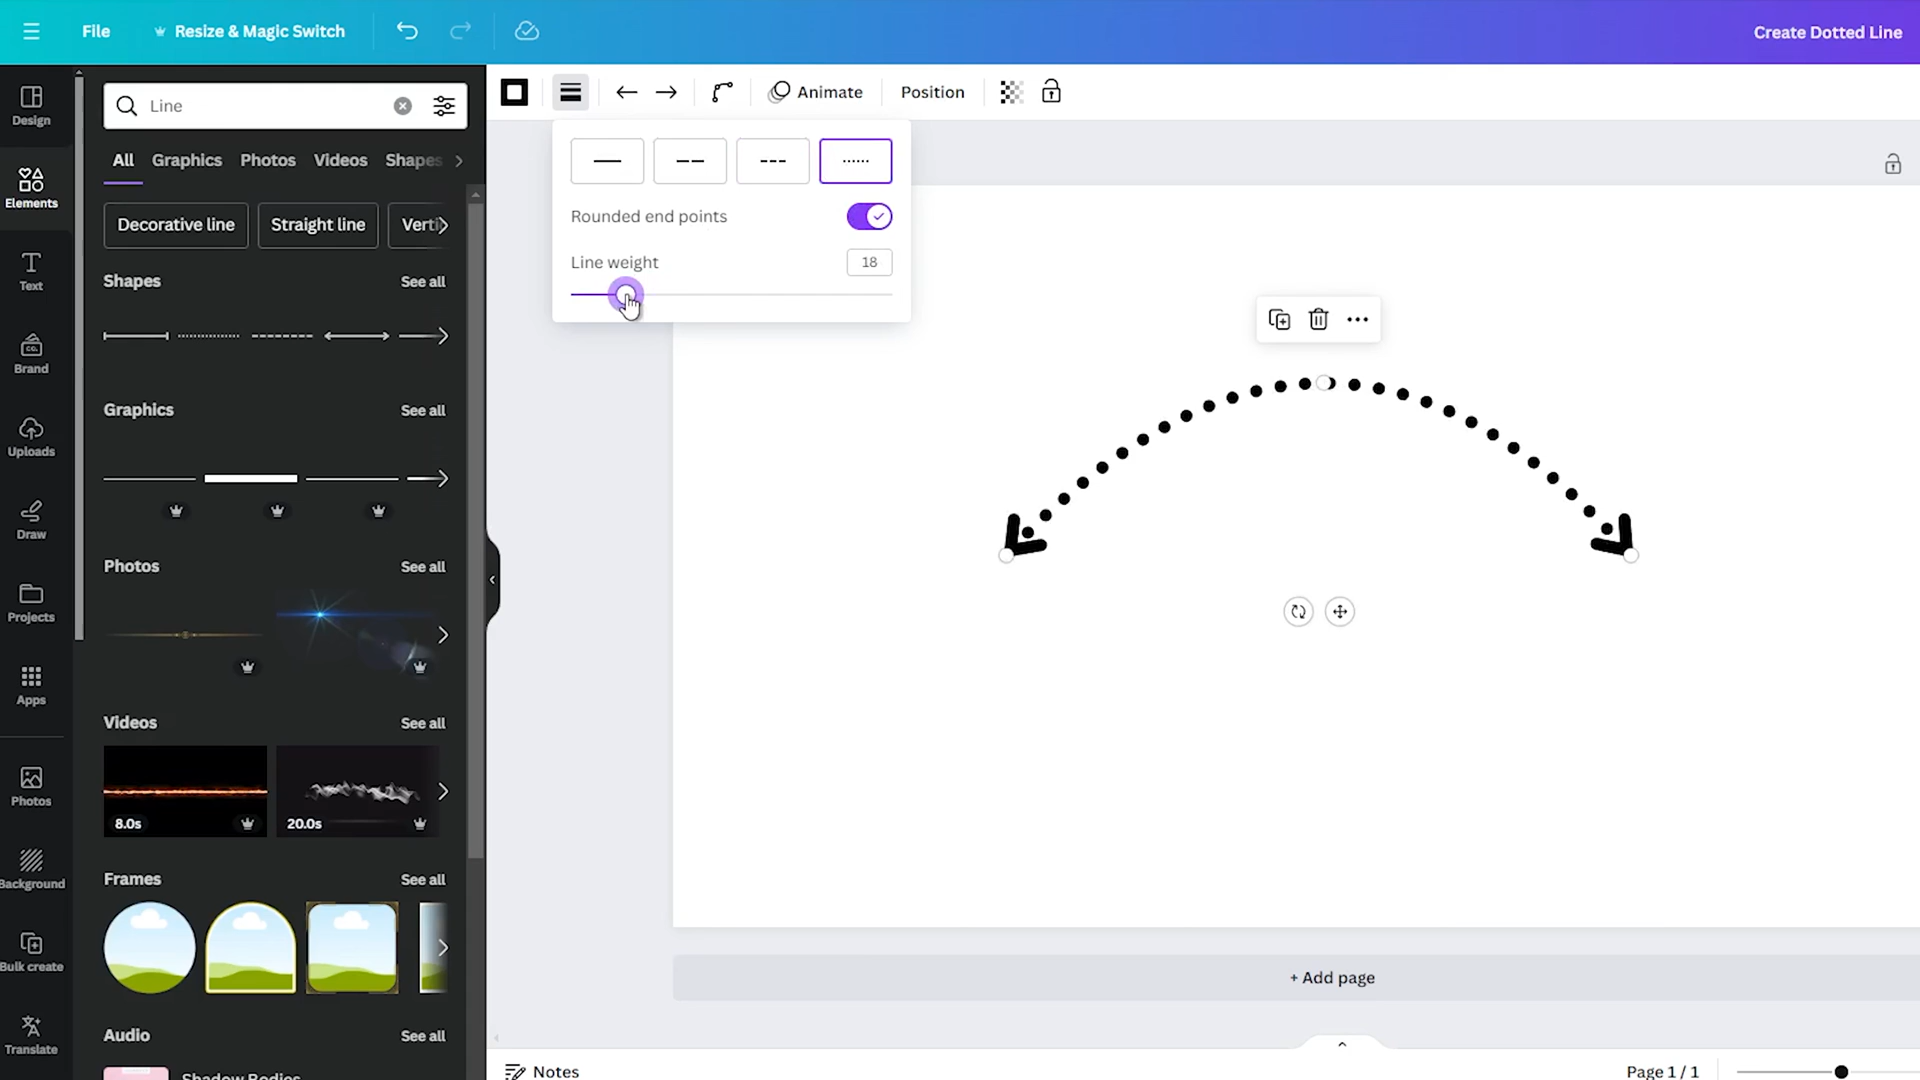 File
Resize & Magic Switch
Create Dotted Line
Design
Elements
Text
Brand
Uploads
Draw
Projects
Apps
Photos
Background
Bulk create
Translate
Line
All Graphics Photos Videos Shapes
Decorative line Straight line Verti
Shapes See all
Graphics See all
Photos See all
Videos See all
8.0s 20.0s
Frames See all
Audio See all
Shadow Bodies
Animate Position
Rounded end points
Line weight 18
+ Add page
Notes
Page 1 / 1